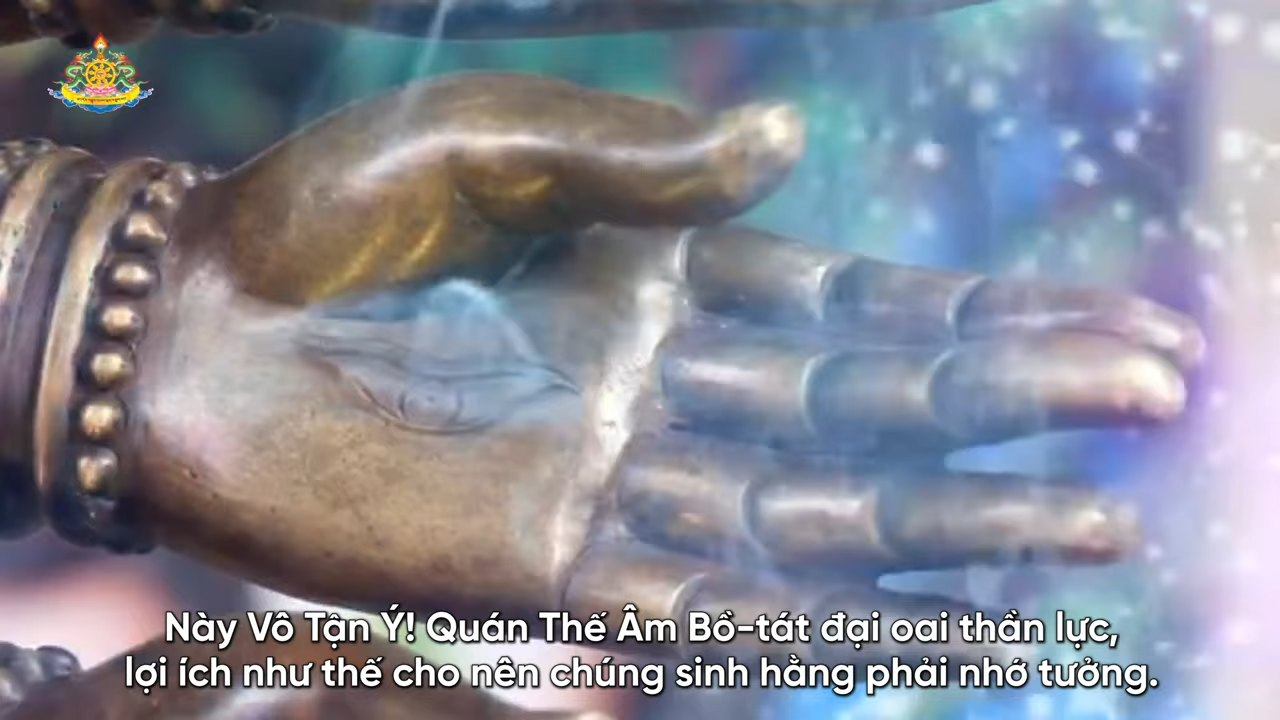 Này Vô Tận Ý! Quán Thế Âm Bồ-tát đại oai thần lực,
lợi ích như thế cho nên chúng sinh hằng phải nhớ tưởng.